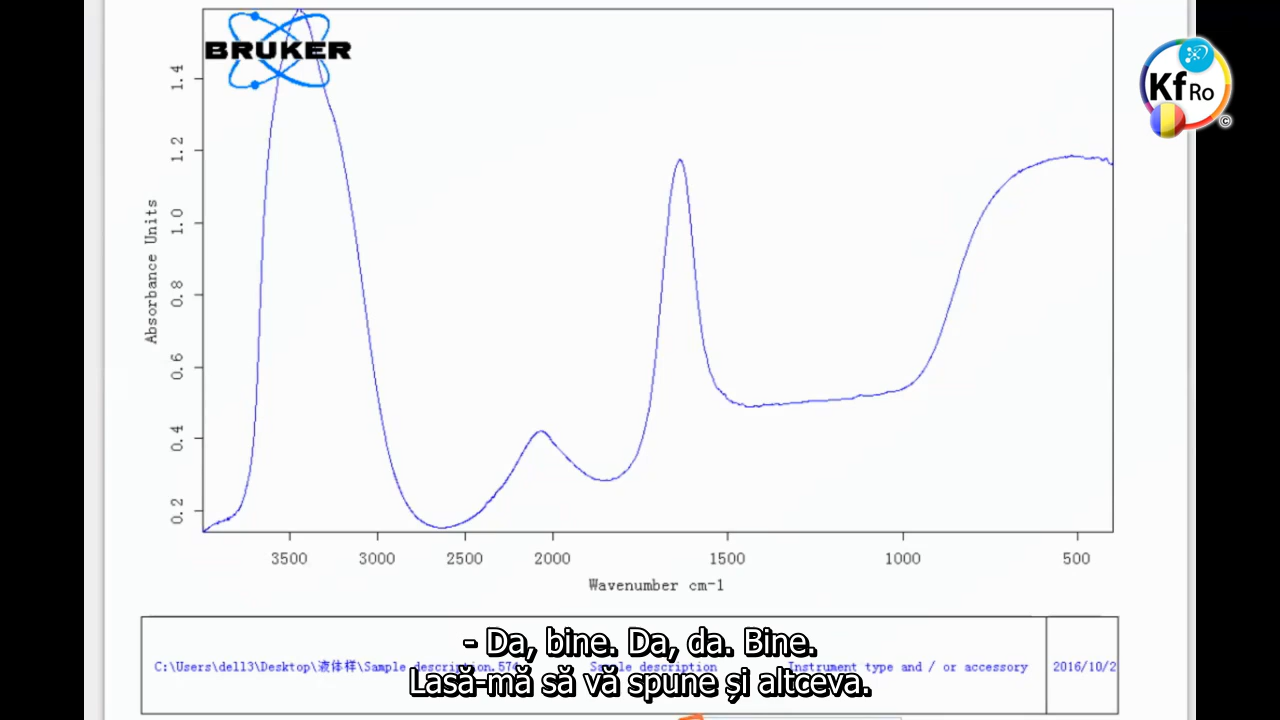 BRUKER
Kf Ro
©
1.4
1.2
1.0
0.8
0.6
0.4
0.2
Absorbance Units
3500 3000 2500 2000 1500 1000 500
Wavenumber cm-1
C:\Users\dell3\Desktop\液体样\Sample description.574 Sample description Instrument type and / or accessory 2016/10/2
- Da, bine. Da, da. Bine.
Lasă-mă să vă spune și altceva.